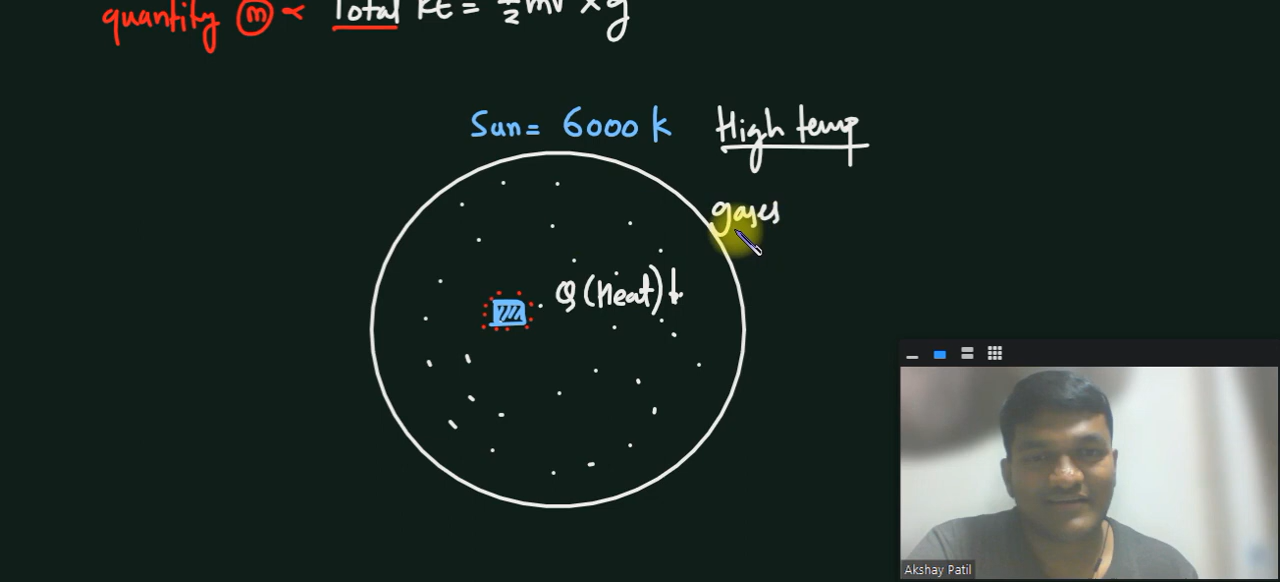 quantity (m) ∝ Total KE = ½mv² × g
Sun = 6000 k High temp
gases
Q (Heat) t
Akshay Patil